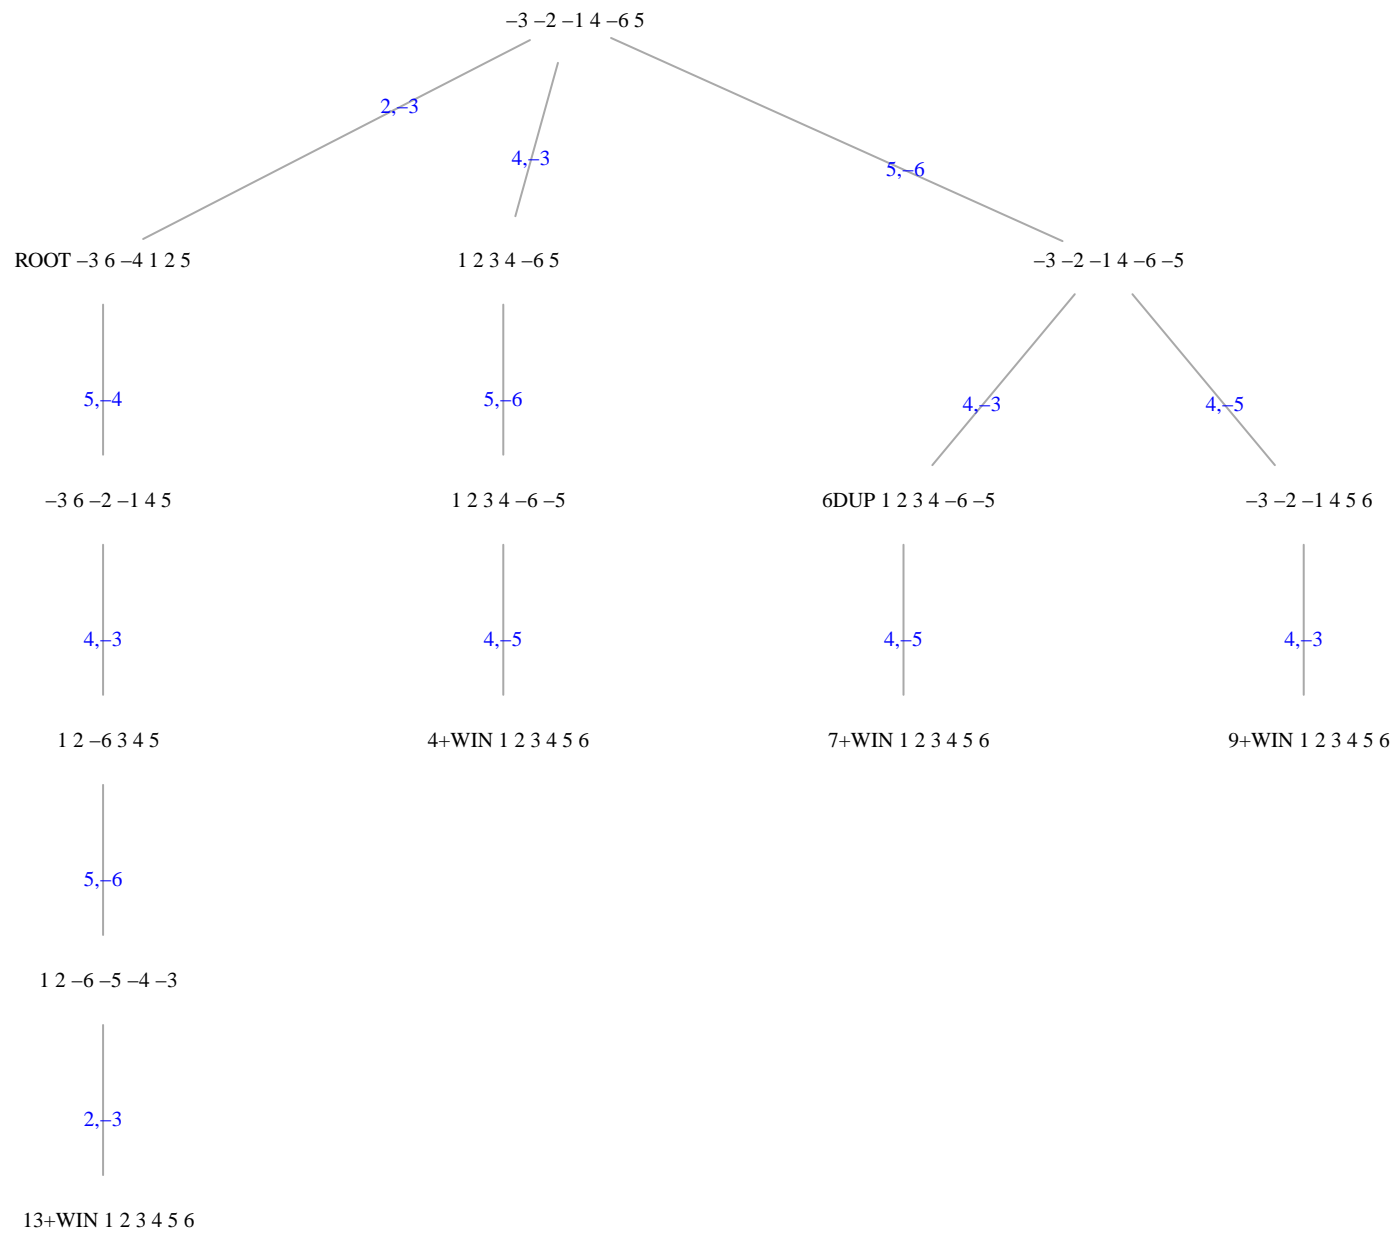 –3 –2 –1 4 –6 5
2,–3
4,–3
5,–6
ROOT –3 6 –4 1 2 5
1 2 3 4 –6 5
–3 –2 –1 4 –6 –5
5,–4
5,–6
4,–3
4,–5
–3 6 –2 –1 4 5
1 2 3 4 –6 –5
6DUP 1 2 3 4 –6 –5
–3 –2 –1 4 5 6
4,–3
4,–5
4,–5
4,–3
1 2 –6 3 4 5
4+WIN 1 2 3 4 5 6
7+WIN 1 2 3 4 5 6
9+WIN 1 2 3 4 5 6
5,–6
1 2 –6 –5 –4 –3
2,–3
13+WIN 1 2 3 4 5 6